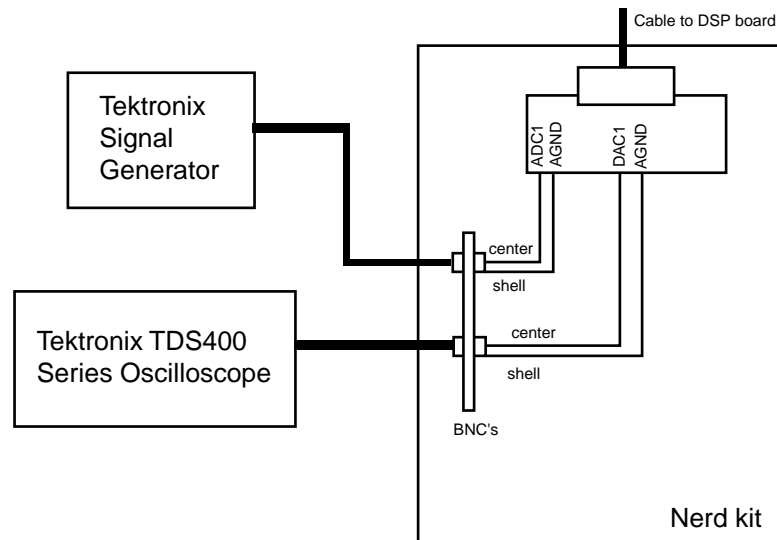 Cable to DSP board
Tektronix
Signal
Generator
ADC1
AGND
DAC1
AGND
center
shell
Tektronix TDS400
Series Oscilloscope
center
shell
BNC's
Nerd kit